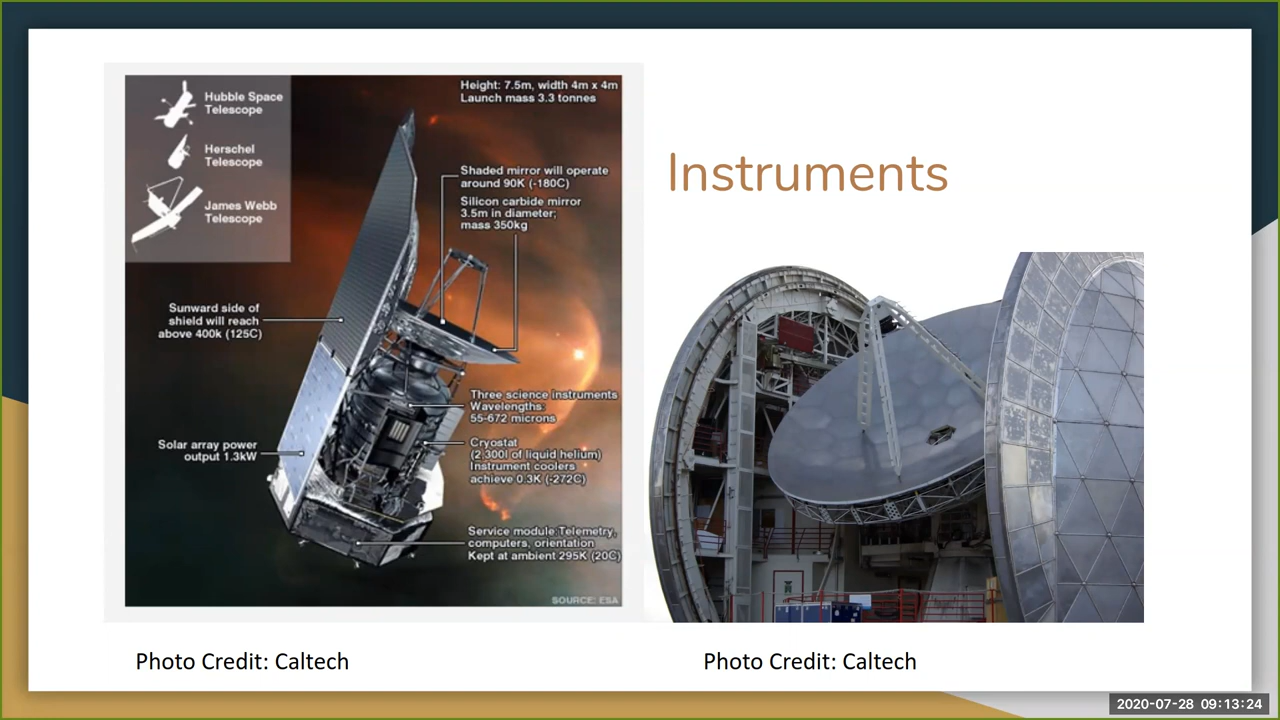 Hubble Space
Telescope
Herschel
Telescope
James Webb
Telescope
Height: 7.5m, width 4m x 4m
Launch mass 3.3 tonnes
Shaded mirror will operate
around 90K (-180C)
Silicon carbide mirror
3.5m in diameter;
mass 350kg
Sunward side of
shield will reach
above 400k (125C)
Three science instruments
Wavelengths:
55-672 microns
Solar array power
output 1.3kW
Cryostat
(2,300l of liquid helium)
Instrument coolers
achieve 0.3K (-272C)
Service module:Telemetry,
computers, orientation
Kept at ambient 295K (20C)
SOURCE: ESA
Instruments
Photo Credit: Caltech
Photo Credit: Caltech
2020-07-28 09:13:24